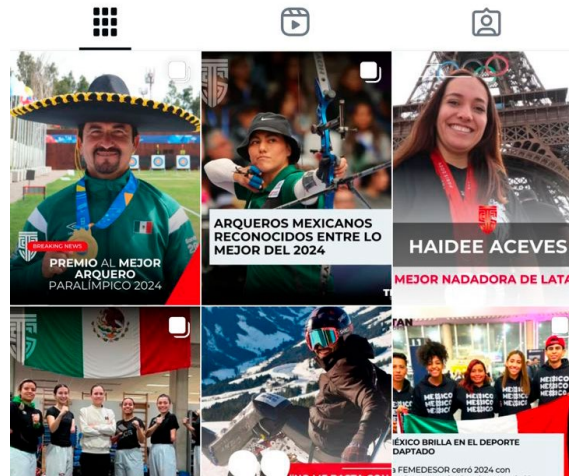 BREAKING NEWS
PREMIO AL MEJOR
ARQUERO
PARALÍMPICO 2024
ARQUEROS MEXICANOS
RECONOCIDOS ENTRE LO
MEJOR DEL 2024
HAIDEE ACEVES
MEJOR NADADORA DE LATA
MEXICO
MEXICO
MEXICO
ÉXICO BRILLA EN EL DEPORTE
DAPTADO
a FEMEDESOR cerró 2024 con